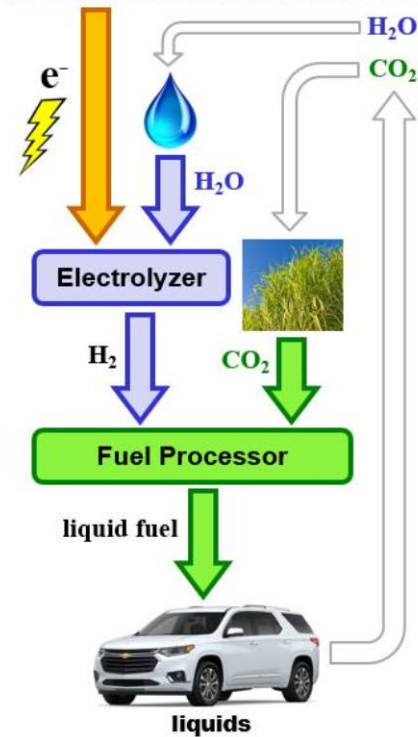 H₂O
CO₂
e⁻
H₂O
Electrolyzer
H₂
CO₂
Fuel Processor
liquid fuel
liquids